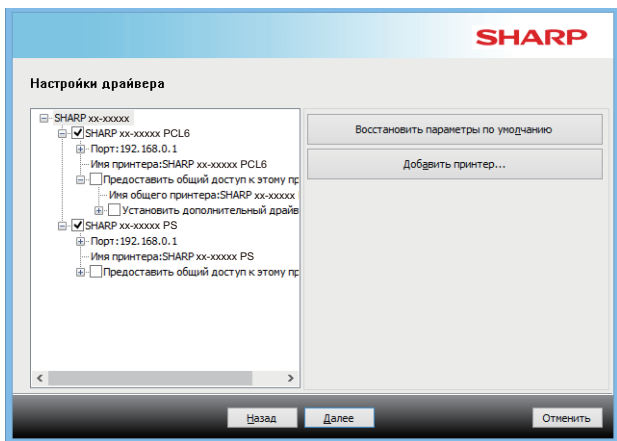 SHARP
Настройки драйвера
SHARP xx-xxxxx
SHARP xx-xxxxx PCL6
Порт:192.168.0.1
Имя принтера:SHARP xx-xxxxx PCL6
Предоставить общий доступ к этому пр
Имя общего принтера:SHARP xx-xxxxx
Установить дополнительный драйв
SHARP xx-xxxxx PS
Порт:192.168.0.1
Имя принтера:SHARP xx-xxxxx PS
Предоставить общий доступ к этому пр
Восстановить параметры по умолчанию
Добавить принтер...
Назад
Далее
Отменить